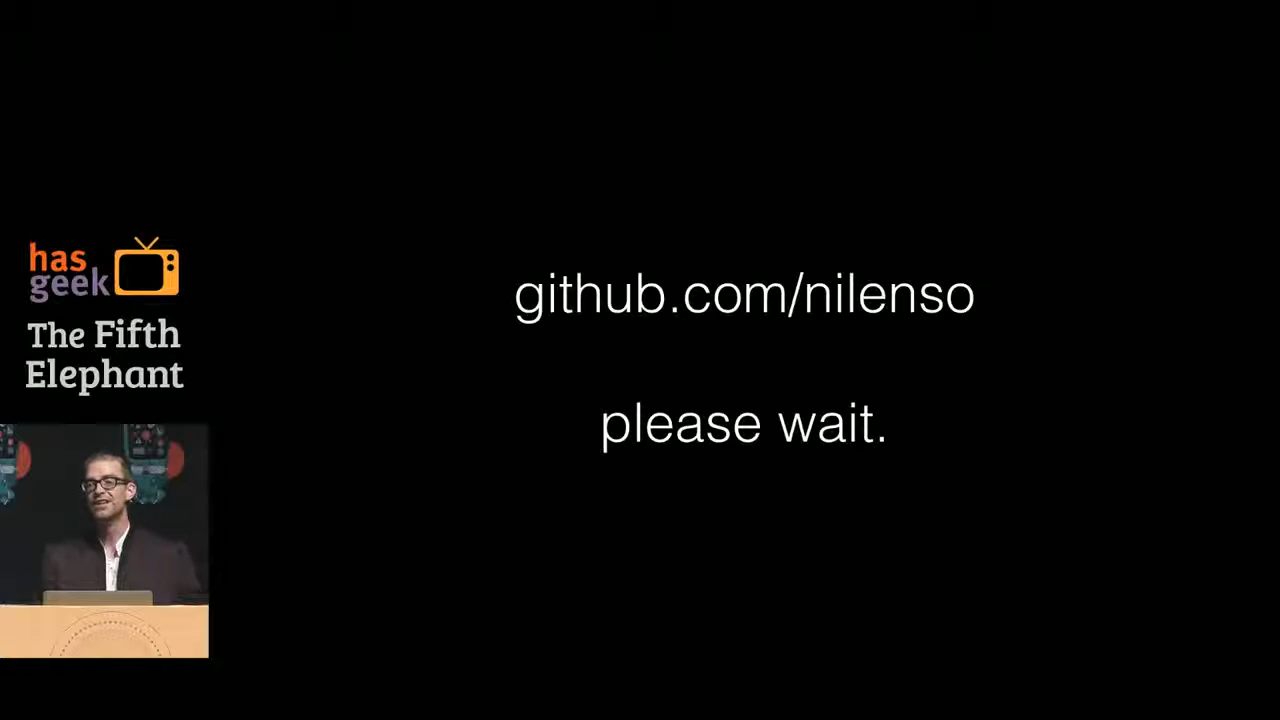 has
geek
The Fifth
Elephant
github.com/nilenso
please wait.